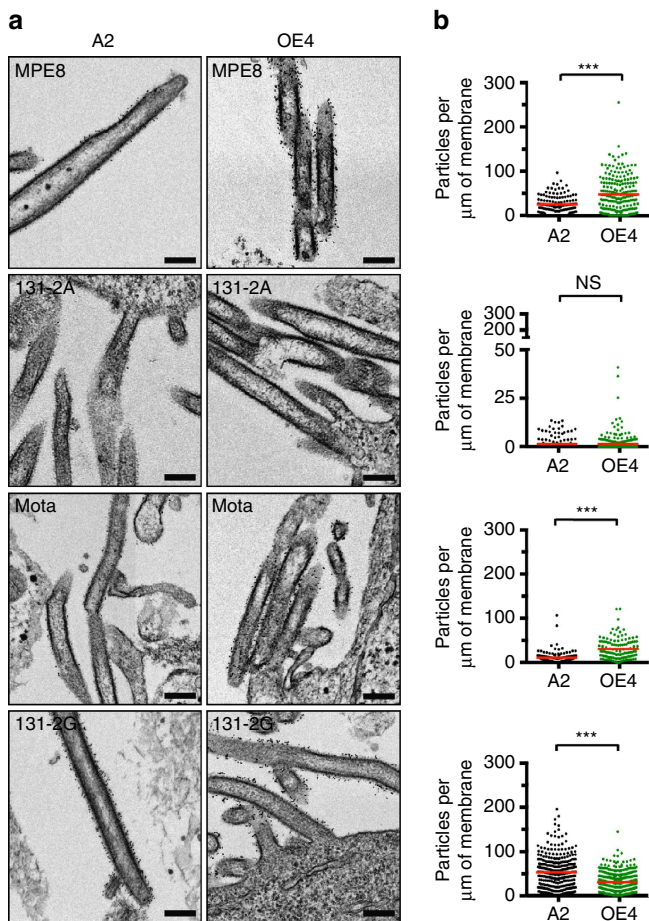 a
b
A2
OE4
MPE8
MPE8
131-2A
131-2A
Mota
Mota
131-2G
131-2G
Particles per
μm of membrane
300
200
100
50
0
***
A2
OE4
Particles per
μm of membrane
300
200
50
25
0
NS
A2
OE4
Particles per
μm of membrane
300
200
100
0
***
A2
OE4
Particles per
μm of membrane
300
200
100
50
0
***
A2
OE4